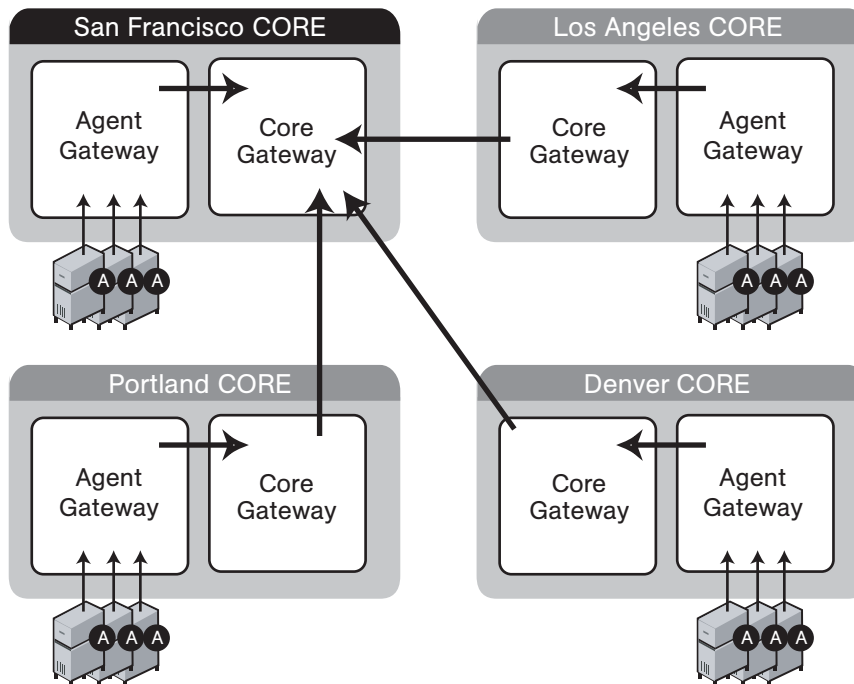 San Francisco CORE
Agent
Gateway
Core
Gateway
A
A
A
Los Angeles CORE
Core
Gateway
Agent
Gateway
A
A
A
Portland CORE
Agent
Gateway
Core
Gateway
A
A
A
Denver CORE
Core
Gateway
Agent
Gateway
A
A
A